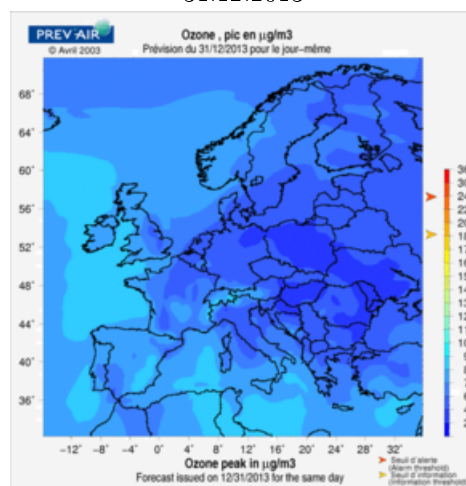 PREV'AIR
© Avril 2003
Ozone , pic en µg/m3
Prévision du 31/12/2013 pour le jour-même
68°
64°
60°
56°
52°
48°
44°
40°
36°
-12° -8° -4° 0° 4° 8° 12° 16° 20° 24° 28° 32°
Ozone peak in µg/m3
Forecast issued on 12/31/2013 for the same day
Seuil d'alerte
(Alarm threshold)
Seuil d'information
(Information threshold)